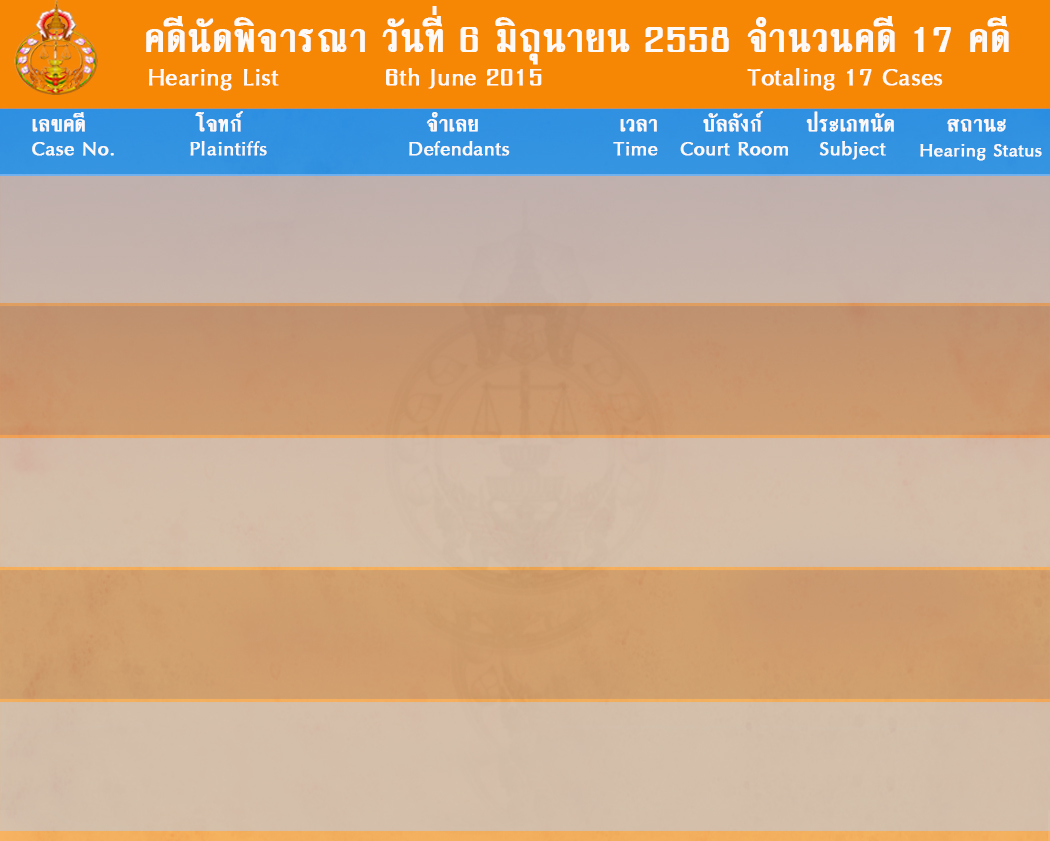 คดีนัดพิจารณา วันที่ 6 มิถุนายน 2558 จำนวนคดี 17 คดี
Hearing List 6th June 2015 Totaling 17 Cases
เลขคดี โจทก์ จำเลย เวลา บัลลังก์ ประเภทนัด สถานะ
Case No. Plaintiffs Defendants Time Court Room Subject Hearing Status